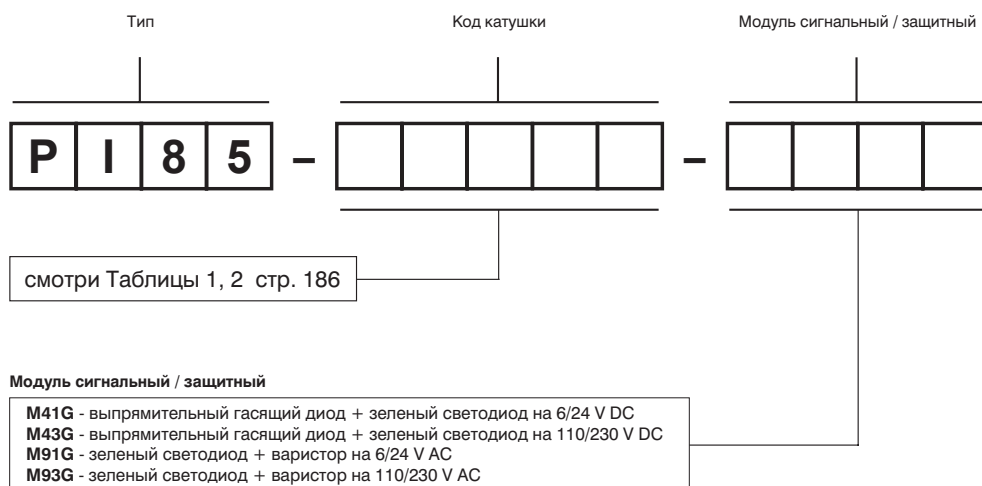 Тип Код катушки Модуль сигнальный / защитный
P I 8 5 – –
смотри Таблицы 1, 2 стр. 186
Модуль сигнальный / защитный
M41G - выпрямительный гасящий диод + зеленый светодиод на 6/24 V DC
M43G - выпрямительный гасящий диод + зеленый светодиод на 110/230 V DC
M91G - зеленый светодиод + варистор на 6/24 V AC
M93G - зеленый светодиод + варистор на 110/230 V AC